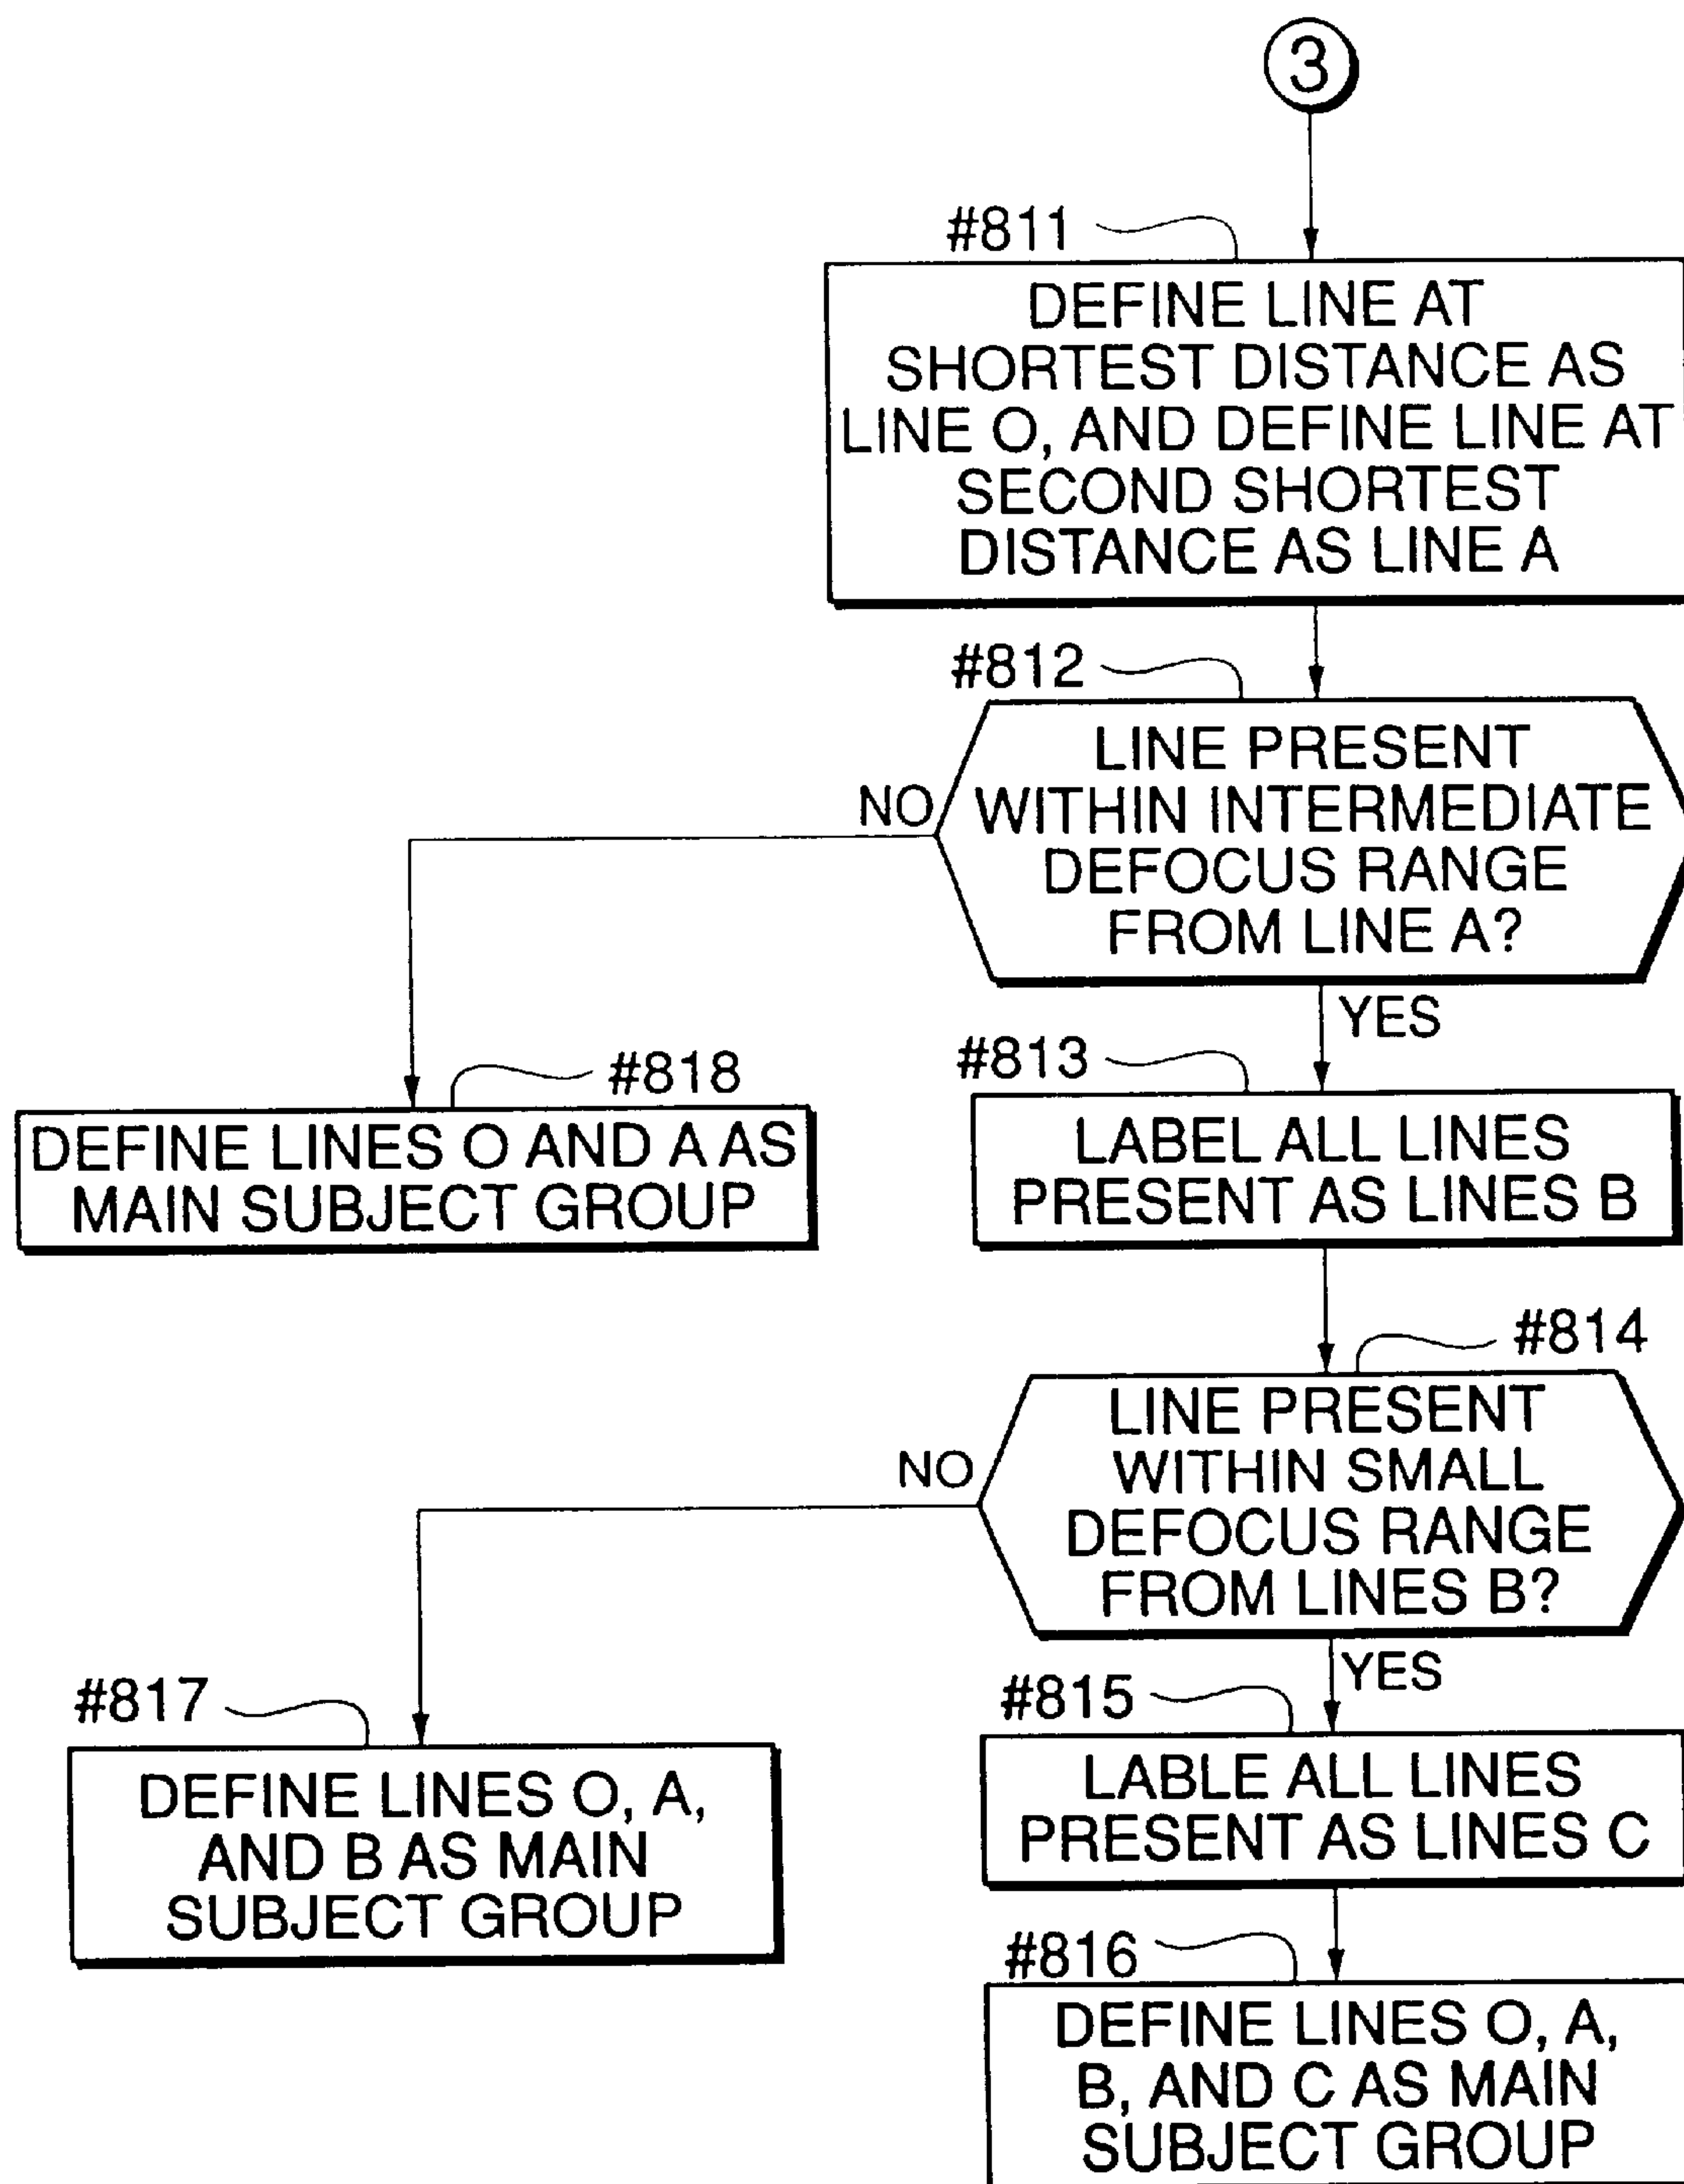 3
#811
DEFINE LINE AT
SHORTEST DISTANCE AS
LINE O, AND DEFINE LINE AT
SECOND SHORTEST
DISTANCE AS LINE A
#812
LINE PRESENT
WITHIN INTERMEDIATE
DEFOCUS RANGE
FROM LINE A?
NO
YES
#818
DEFINE LINES O AND A AS
MAIN SUBJECT GROUP
#813
LABEL ALL LINES
PRESENT AS LINES B
#814
LINE PRESENT
WITHIN SMALL
DEFOCUS RANGE
FROM LINES B?
NO
YES
#817
DEFINE LINES O, A,
AND B AS MAIN
SUBJECT GROUP
#815
LABLE ALL LINES
PRESENT AS LINES C
#816
DEFINE LINES O, A,
B, AND C AS MAIN
SUBJECT GROUP